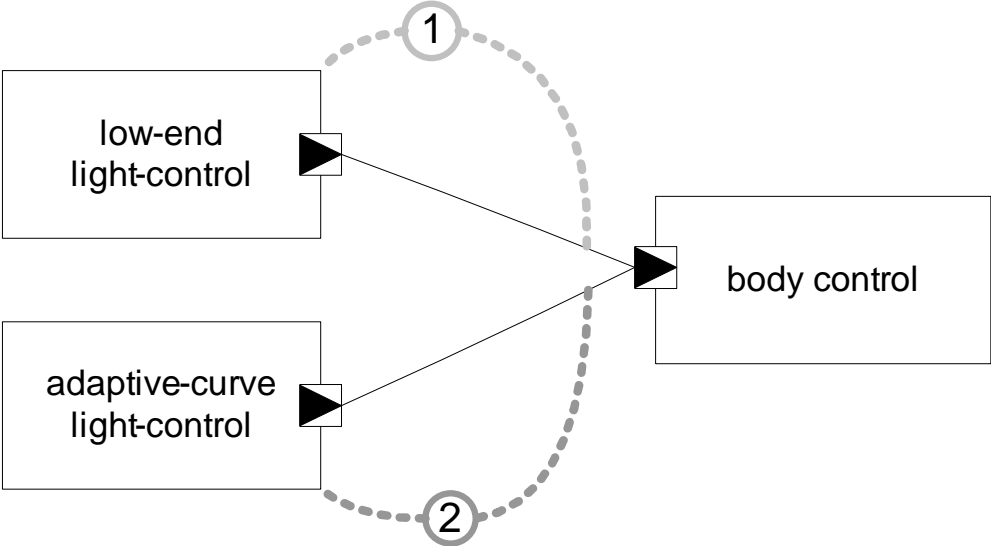 1
low-end
light-control
body control
adaptive-curve
light-control
2